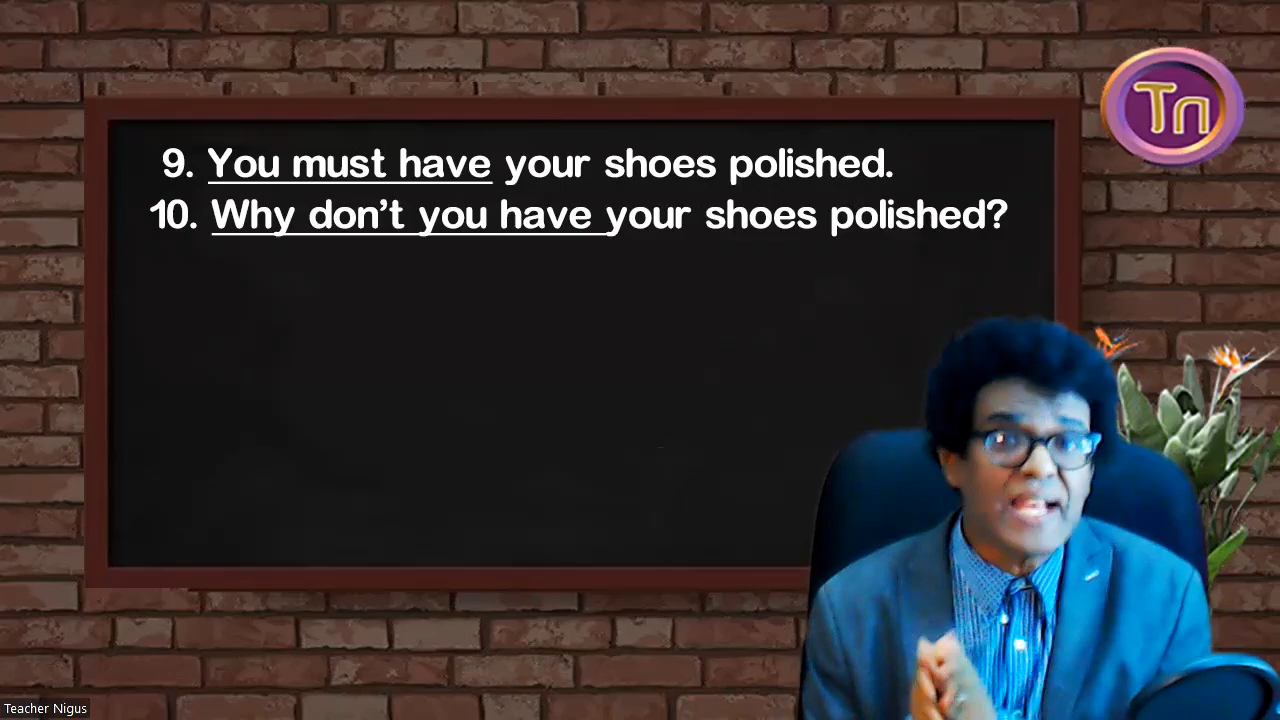 Tn
9. You must have your shoes polished.
10. Why don't you have your shoes polished?
Teacher Nigus